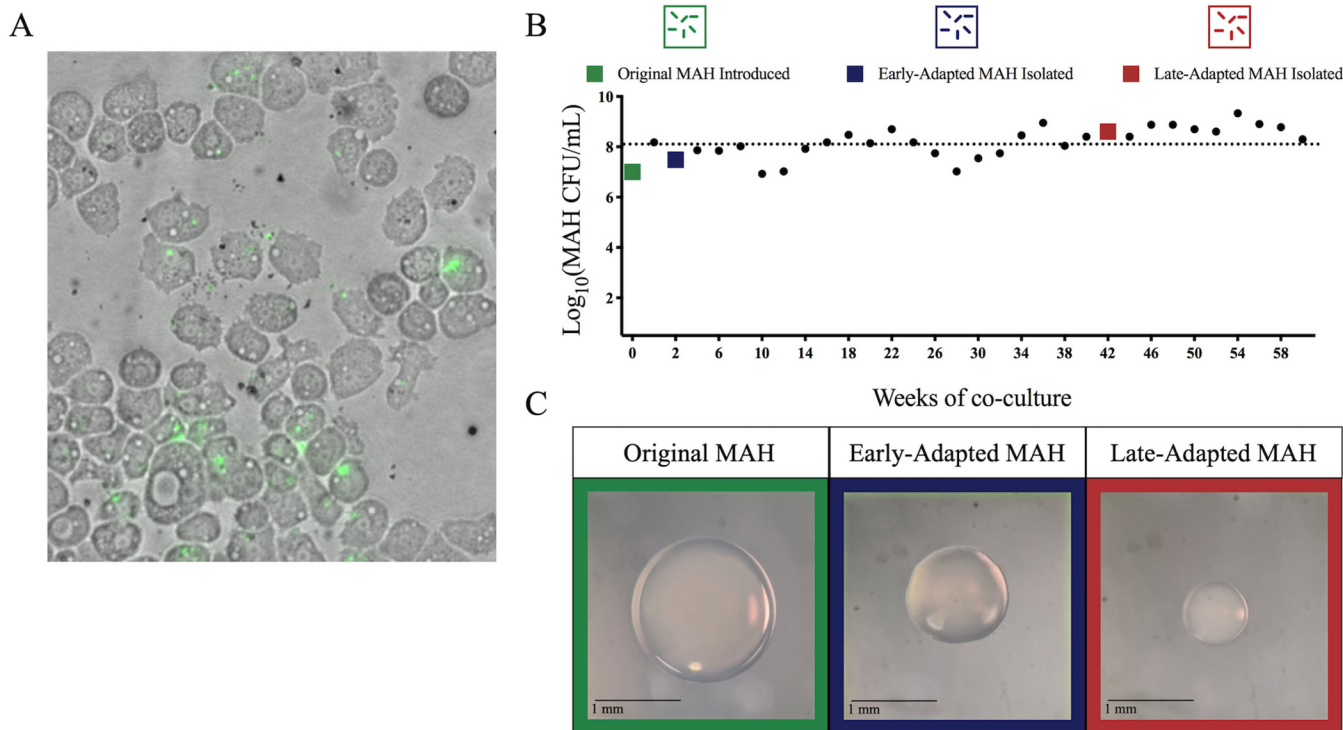 A
B
Original MAH Introduced
Early-Adapted MAH Isolated
Late-Adapted MAH Isolated
Log10(MAH CFU/mL)
10
8
6
4
2
0 2 6 10 14 18 22 26 30 34 38 42 46 50 54 58
Weeks of co-culture
C
Original MAH
Early-Adapted MAH
Late-Adapted MAH
1 mm
1 mm
1 mm